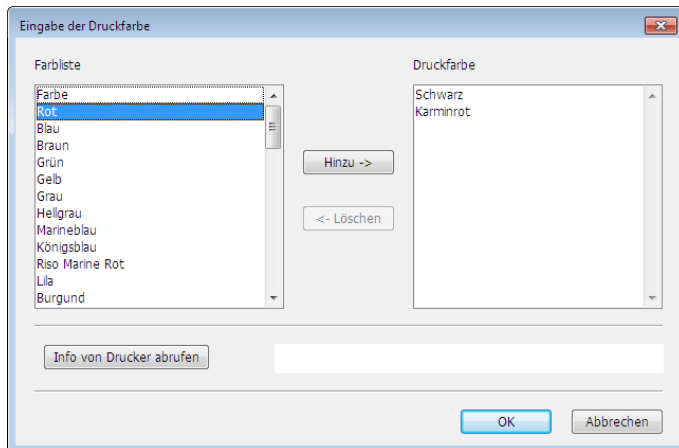 Eingabe der Druckfarbe
Farbliste
Druckfarbe
Farbe
Rot
Blau
Braun
Grün
Gelb
Grau
Hellgrau
Marineblau
Königsblau
Riso Marine Rot
Lila
Burgund
Hinzu ->
<- Löschen
Schwarz
Karminrot
Info von Drucker abrufen
OK
Abbrechen